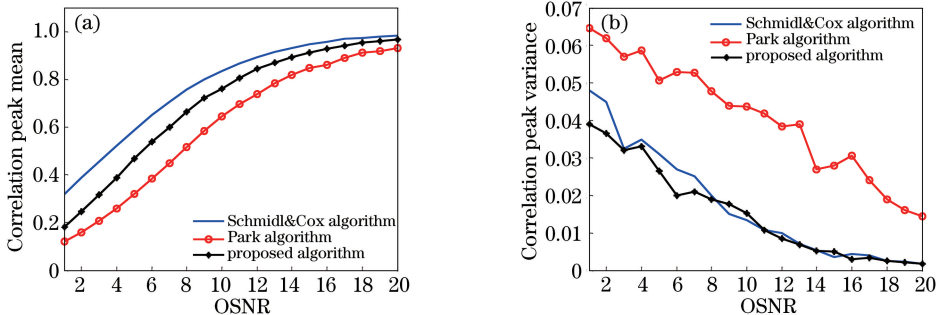 (a)
Correlation peak mean
1.0
0.8
0.6
0.4
0.2
0
2 4 6 8 10 12 14 16 18 20
OSNR
Schmidl&Cox algorithm
Park algorithm
proposed algorithm
(b)
Correlation peak variance
0.07
0.06
0.05
0.04
0.03
0.02
0.01
0
2 4 6 8 10 12 14 16 18 20
OSNR
Schmidl&Cox algorithm
Park algorithm
proposed algorithm